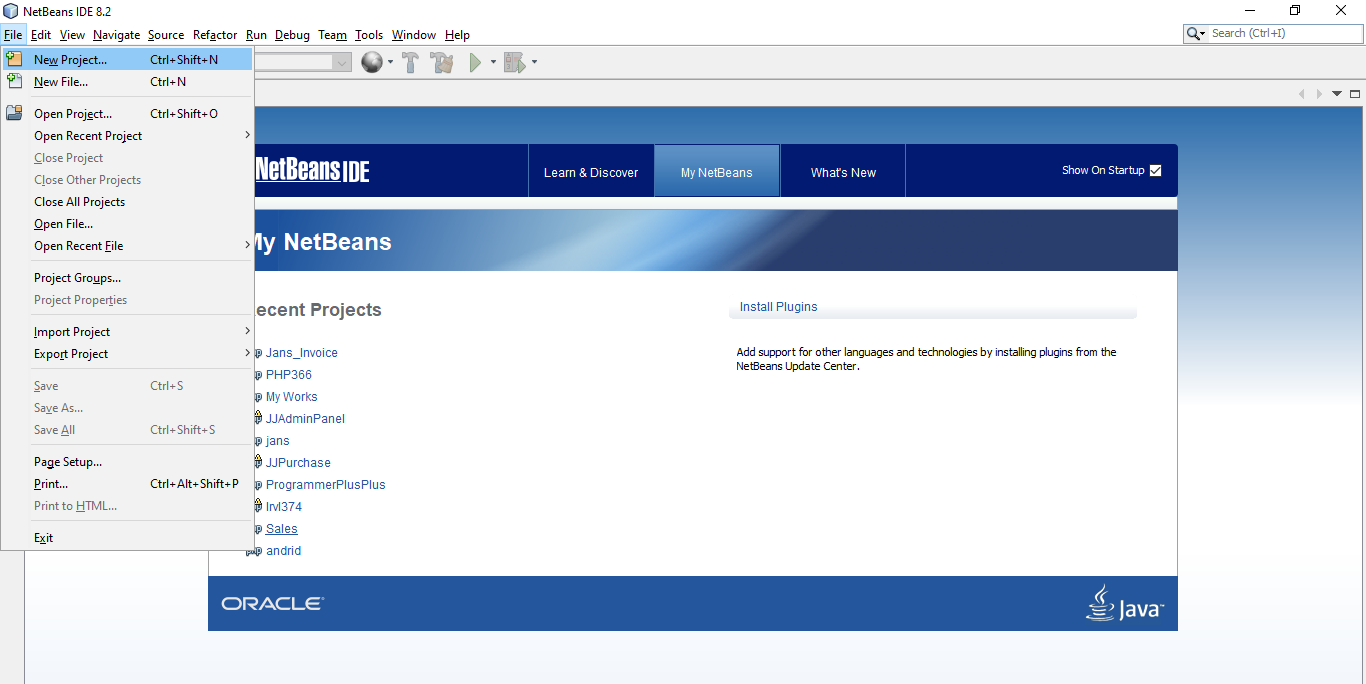 NetBeans IDE 8.2
File Edit View Navigate Source Refactor Run Debug Team Tools Window Help
Search (Ctrl+I)
New Project... Ctrl+Shift+N
New File... Ctrl+N
Open Project... Ctrl+Shift+O
Open Recent Project
Close Project
Close Other Projects
Close All Projects
Open File...
Open Recent File
Project Groups...
Project Properties
Import Project
Export Project
Save Ctrl+S
Save As...
Save All Ctrl+Shift+S
Page Setup...
Print... Ctrl+Alt+Shift+P
Print to HTML...
Exit
NetBeans IDE
Learn & Discover
My NetBeans
What's New
Show On Startup
My NetBeans
ecent Projects
Jans_Invoice
PHP366
My Works
JJAdminPanel
jans
JJPurchase
ProgrammerPlusPlus
lrvl374
Sales
andrid
Install Plugins
Add support for other languages and technologies by installing plugins from the
NetBeans Update Center.
ORACLE
Java